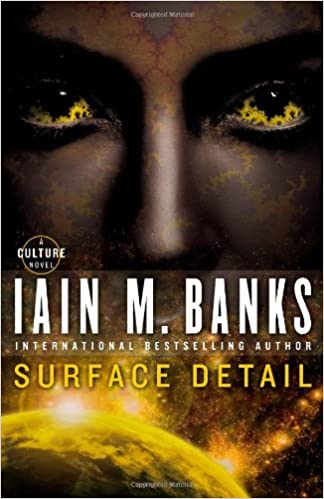 A
CULTURE
NOVEL
IAIN M. BANKS
INTERNATIONAL BESTSELLING AUTHOR
SURFACE DETAIL